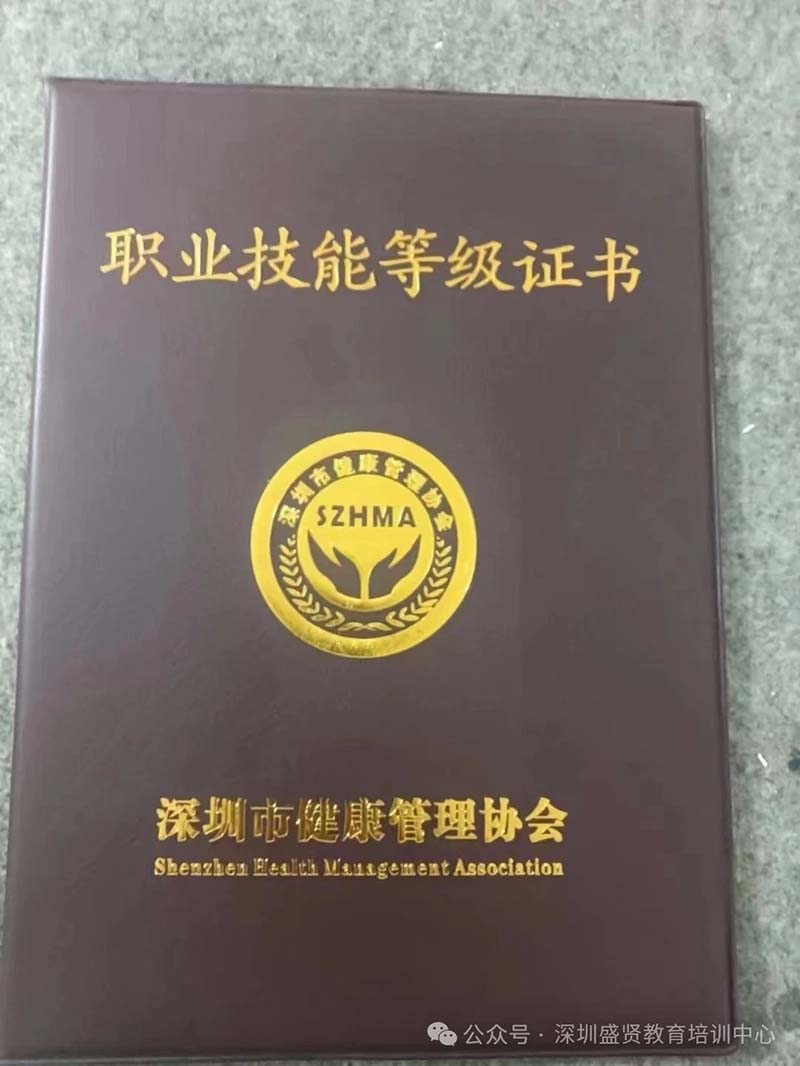 职业技能等级证书
深圳市健康管理协会
SZHMA
深圳市健康管理协会
Shenzhen Health Management Association
公众号·深圳盛贤教育培训中心